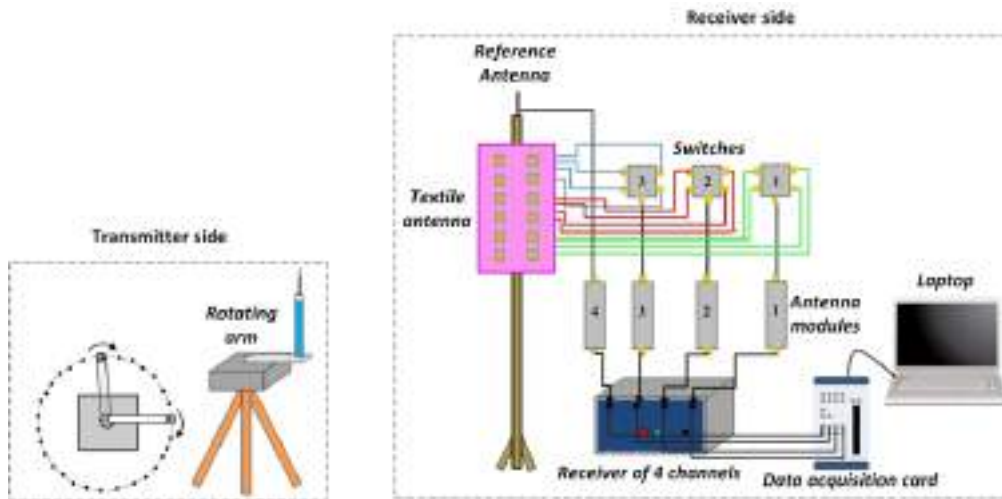 Receiver side
Reference
Antenna
Switches
3
2
1
Textile
antenna
Transmitter side
Rotating
arm
4
3
2
1
Antenna
modules
Laptop
Receiver of 4 channels
Data acquisition card